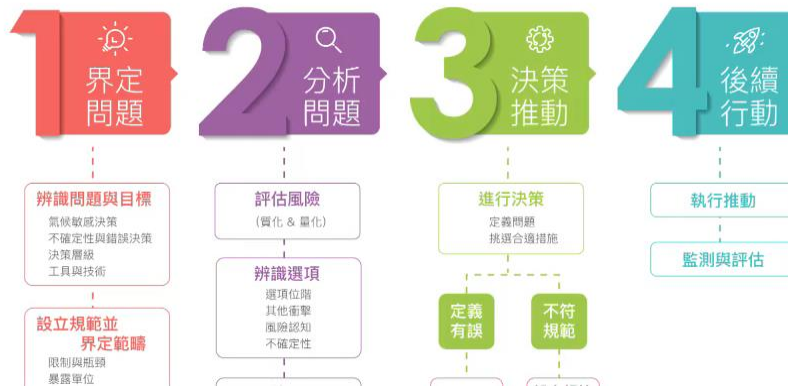 1
界定
問題
辨識問題與目標
氣候敏感決策
不確定性與錯誤決策
決策層級
工具與技術
設立規範並
界定範疇
限制與瓶頸
暴露單位
2
分析
問題
評估風險
(質化 & 量化)
辨識選項
選項位階
其他衝擊
風險認知
不確定性
3
決策
推動
進行決策
定義問題
挑選合適措施
定義
有誤
不符
規範
4
後續
行動
執行推動
監測與評估